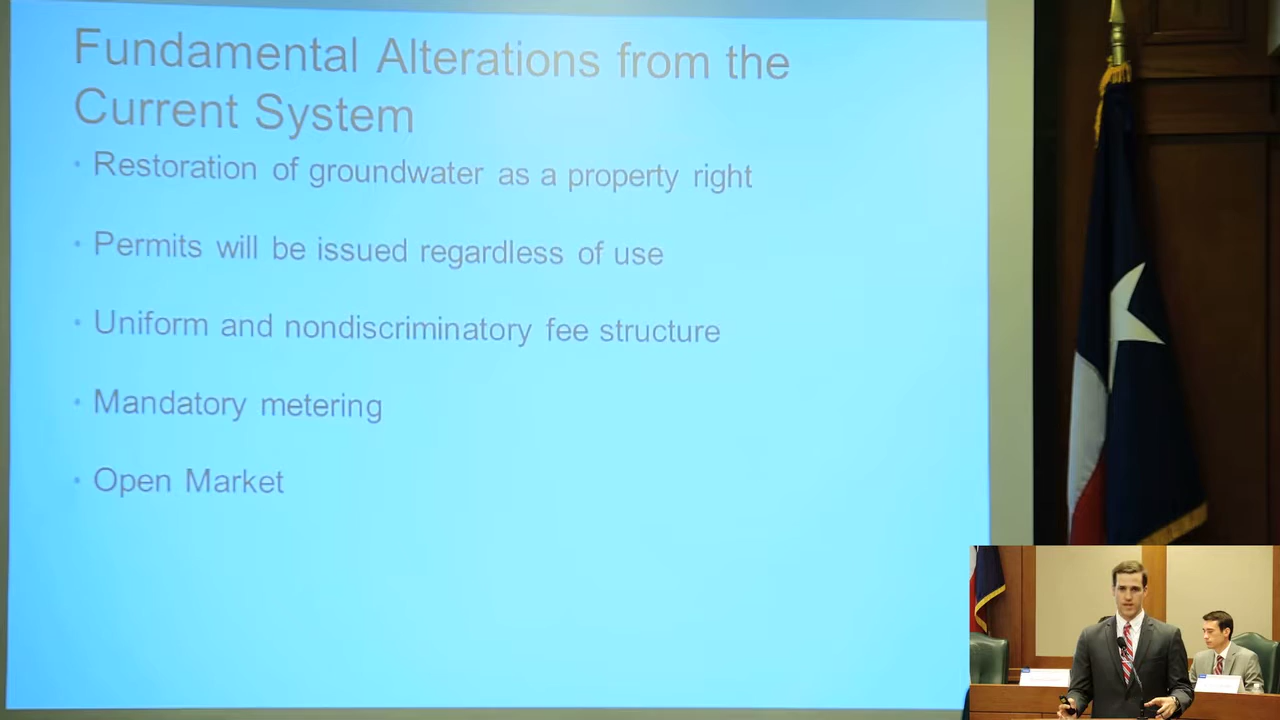 Fundamental Alterations from the
Current System
• Restoration of groundwater as a property right
• Permits will be issued regardless of use
• Uniform and nondiscriminatory fee structure
• Mandatory metering
• Open Market